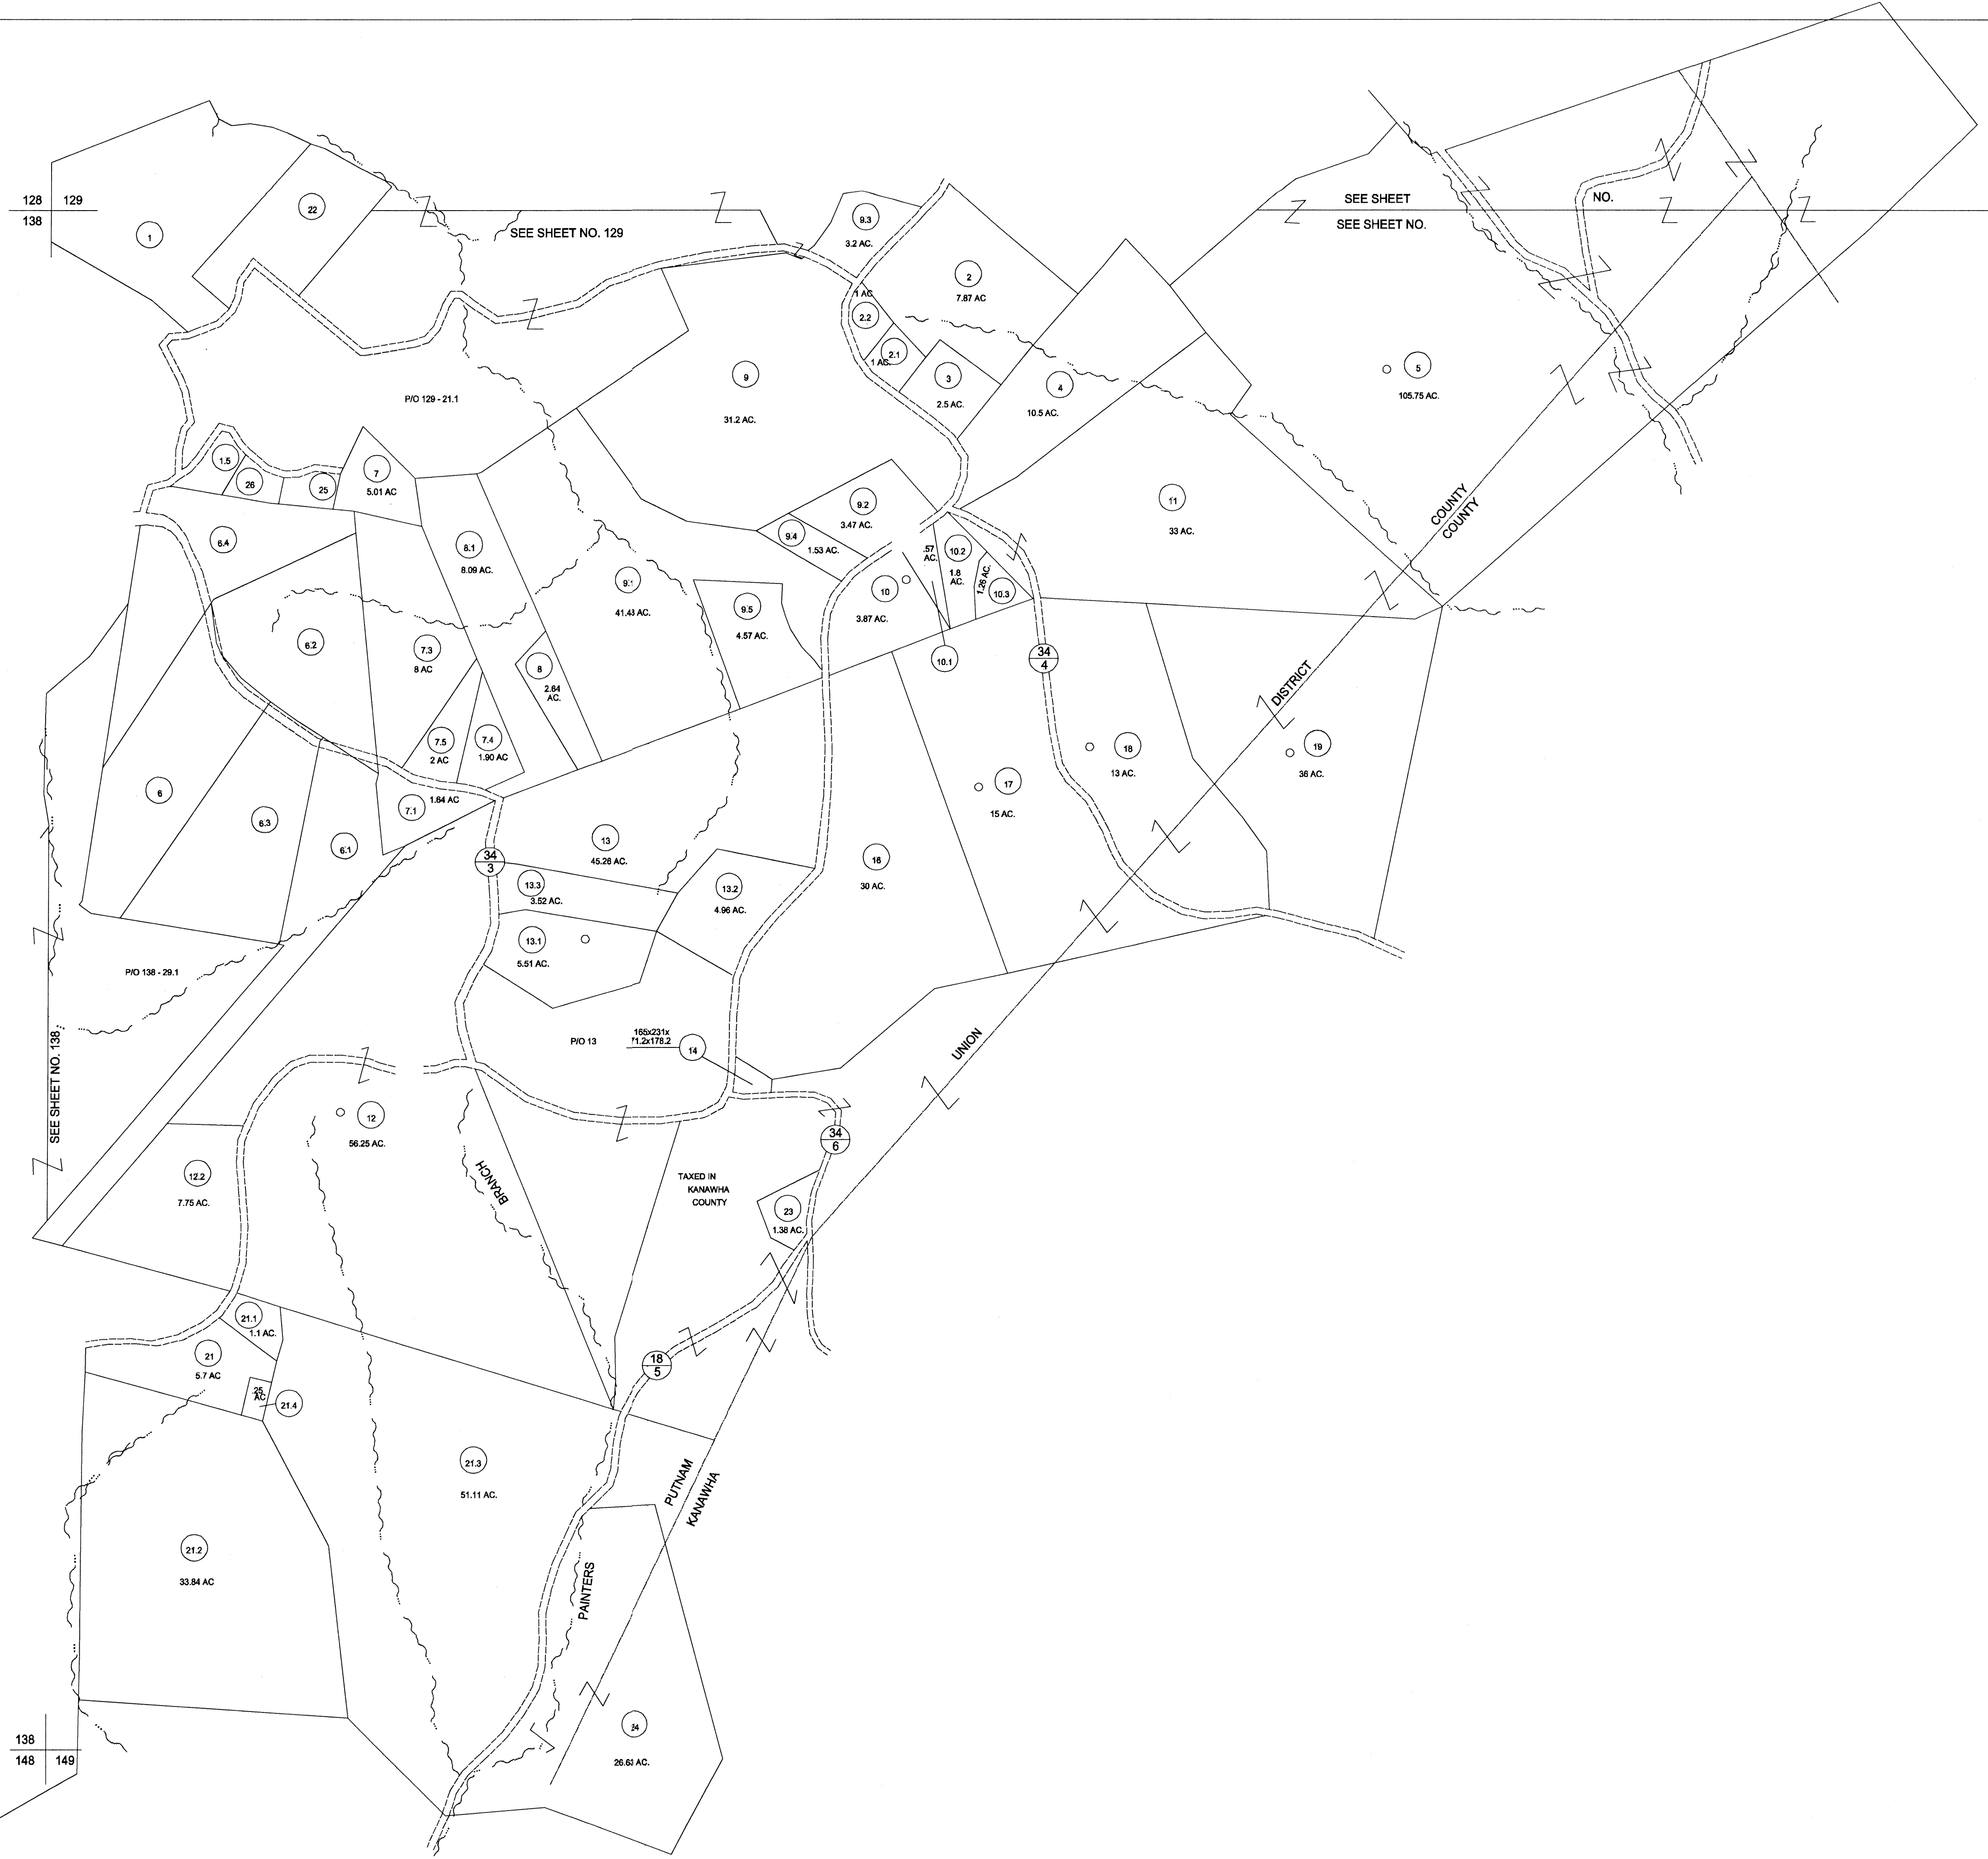 128
129
138
1
22
SEE SHEET NO. 129
9.3
3.2 AC.
2
7.87 AC
1 AC
2.2
2.1
1 AC.
3
2.5 AC.
4
10.5 AC.
SEE SHEET
NO.
SEE SHEET NO.
5
105.75 AC.
9
31.2 AC.
P/O 129 - 21.1
1.5
26
25
7
5.01 AC
6.4
8.1
8.09 AC.
9.1
41.43 AC.
9.2
3.47 AC.
9.4
1.53 AC.
9.5
4.57 AC.
10
3.87 AC.
.57
AC.
10.2
1.8
AC.
1.26 AC.
10.3
10.1
11
33 AC.
COUNTY
COUNTY
6.2
7.3
8 AC
8
2.64
AC.
7.5
2 AC
7.4
1.90 AC
7.1
1.64 AC
6
6.3
6.1
34
4
DISTRICT
17
15 AC.
18
13 AC.
19
36 AC.
13
45.26 AC.
34
3
13.3
3.52 AC.
13.2
4.96 AC.
16
30 AC.
13.1
5.51 AC.
P/O 138 - 29.1
SEE SHEET NO. 138
P/O 13
165x231x
71.2x178.2
14
UNION
12
56.25 AC.
34
6
12.2
7.75 AC.
BRANCH
TAXED IN
KANAWHA
COUNTY
23
1.38 AC.
21.1
1.1 AC.
21
5.7 AC
.25
AC
21.4
18
5
21.3
51.11 AC.
PUTNAM
KANAWHA
21.2
33.84 AC
PAINTERS
24
26.61 AC.
138
148
149